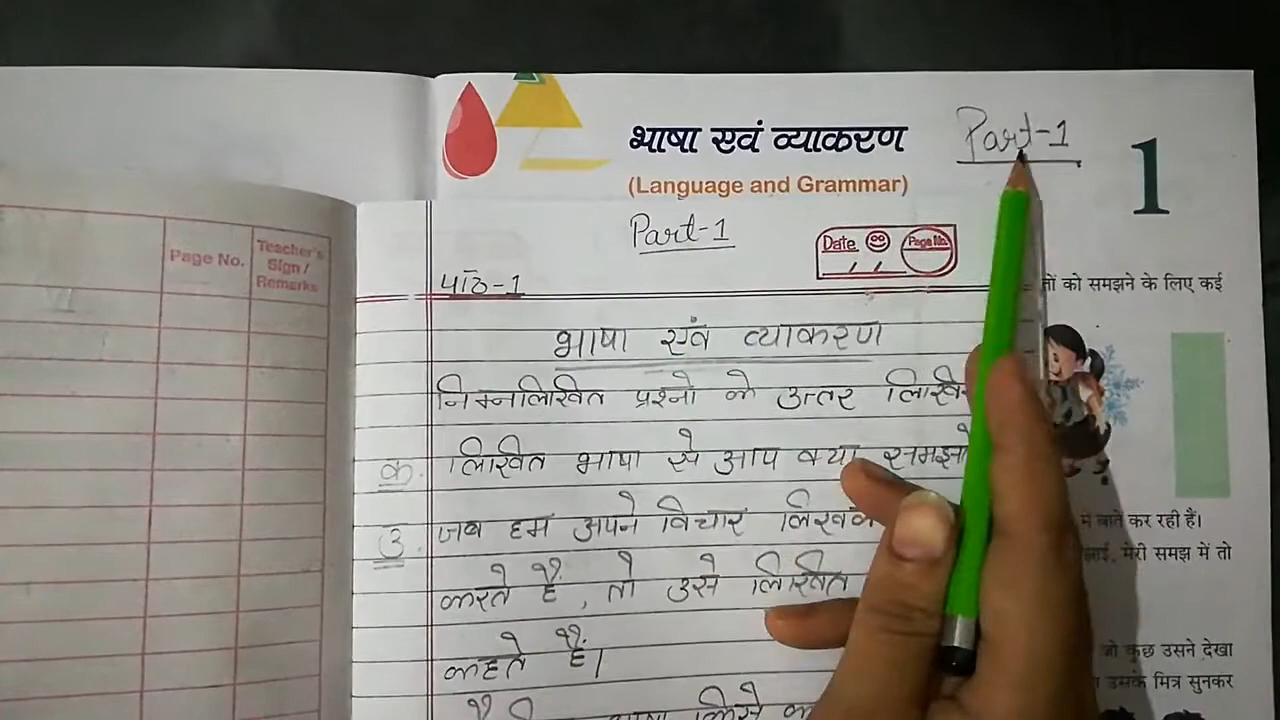 भाषा एवं व्याकरण
Part-1
1
(Language and Grammar)
Part-1
Date
Page No.
पाठ-1
Page No.
Teacher's
Sign /
Remarks
भाषा एवं व्याकरण
निम्नलिखित प्रश्नो के उत्तर
क. लिखित भाषा से आप क्या
उ. जब हम अपने विचार
करते हैं, तो उसे लिखित
कहते हैं।
को समझने के लिए कई
में बातें कर रही हैं।
मेरी समझ में तो
जो कुछ उसने देखा
उसके मित्र सुनकर